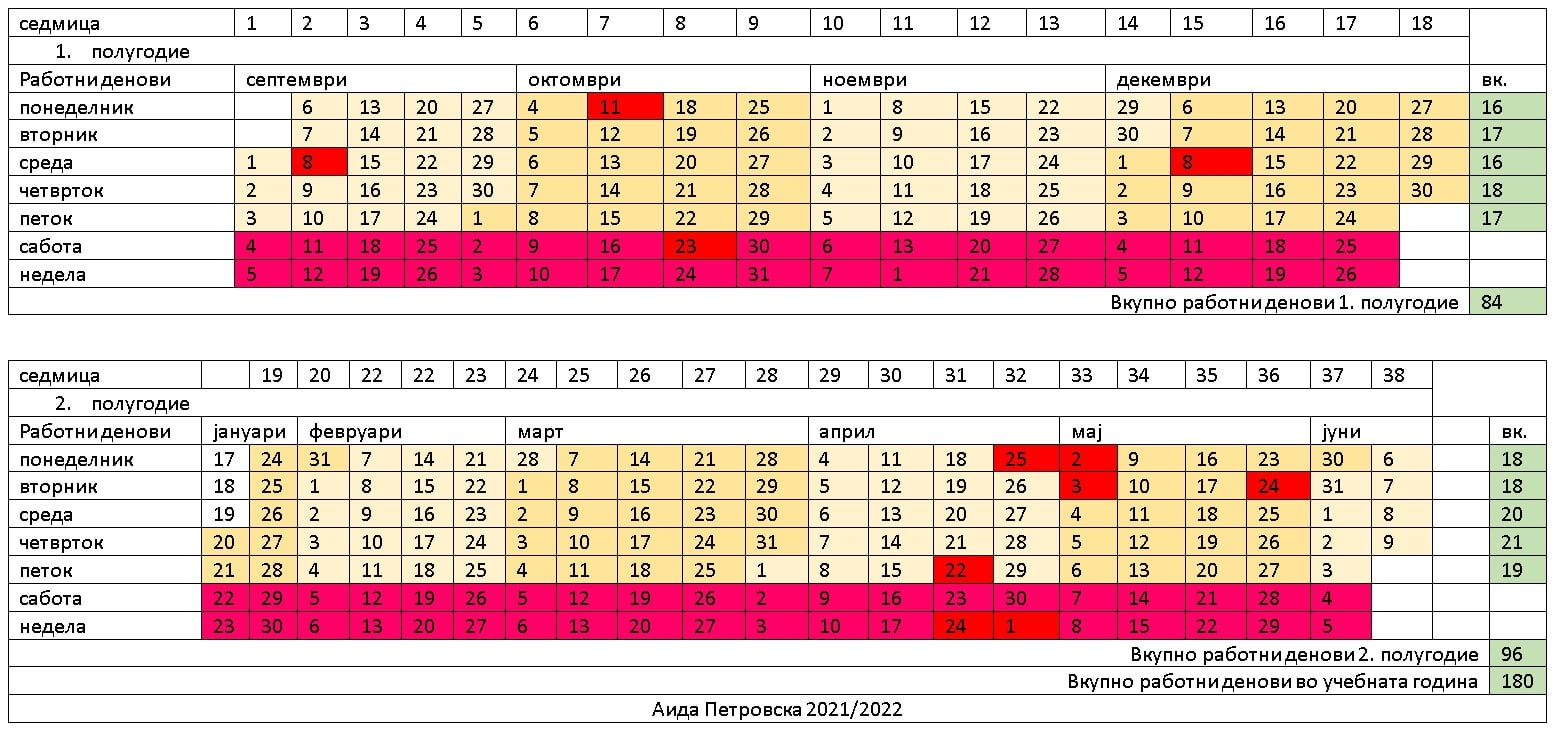 седмица 1 2 3 4 5 6 7 8 9 10 11 12 13 14 15 16 17 18
1. полугодие
Работни денови септември октомври ноември декември вк.
понеделник 6 13 20 27 4 11 18 25 1 8 15 22 29 6 13 20 27 16
вторник 7 14 21 28 5 12 19 26 2 9 16 23 30 7 14 21 28 17
среда 1 8 15 22 29 6 13 20 27 3 10 17 24 1 8 15 22 29 16
четврток 2 9 16 23 30 7 14 21 28 4 11 18 25 2 9 16 23 30 18
петок 3 10 17 24 1 8 15 22 29 5 12 19 26 3 10 17 24 17
сабота 4 11 18 25 2 9 16 23 30 6 13 20 27 4 11 18 25
недела 5 12 19 26 3 10 17 24 31 7 1 21 28 5 12 19 26
Вкупно работни денови 1. полугодие 84
седмица 19 20 22 22 23 24 25 26 27 28 29 30 31 32 33 34 35 36 37 38
2. полугодие
Работни денови јануари февруари март април мај јуни вк.
понеделник 17 24 31 7 14 21 28 7 14 21 28 4 11 18 25 2 9 16 23 30 6 18
вторник 18 25 1 8 15 22 1 8 15 22 29 5 12 19 26 3 10 17 24 31 7 18
среда 19 26 2 9 16 23 2 9 16 23 30 6 13 20 27 4 11 18 25 1 8 20
четврток 20 27 3 10 17 24 3 10 17 24 31 7 14 21 28 5 12 19 26 2 9 21
петок 21 28 4 11 18 25 4 11 18 25 1 8 15 22 29 6 13 20 27 3 19
сабота 22 29 5 12 19 26 5 12 19 26 2 9 16 23 30 7 14 21 28 4
недела 23 30 6 13 20 27 6 13 20 27 3 10 17 24 1 8 15 22 29 5
Вкупно работни денови 2. полугодие 96
Вкупно работни денови во учебната година 180
Аида Петровска 2021/2022